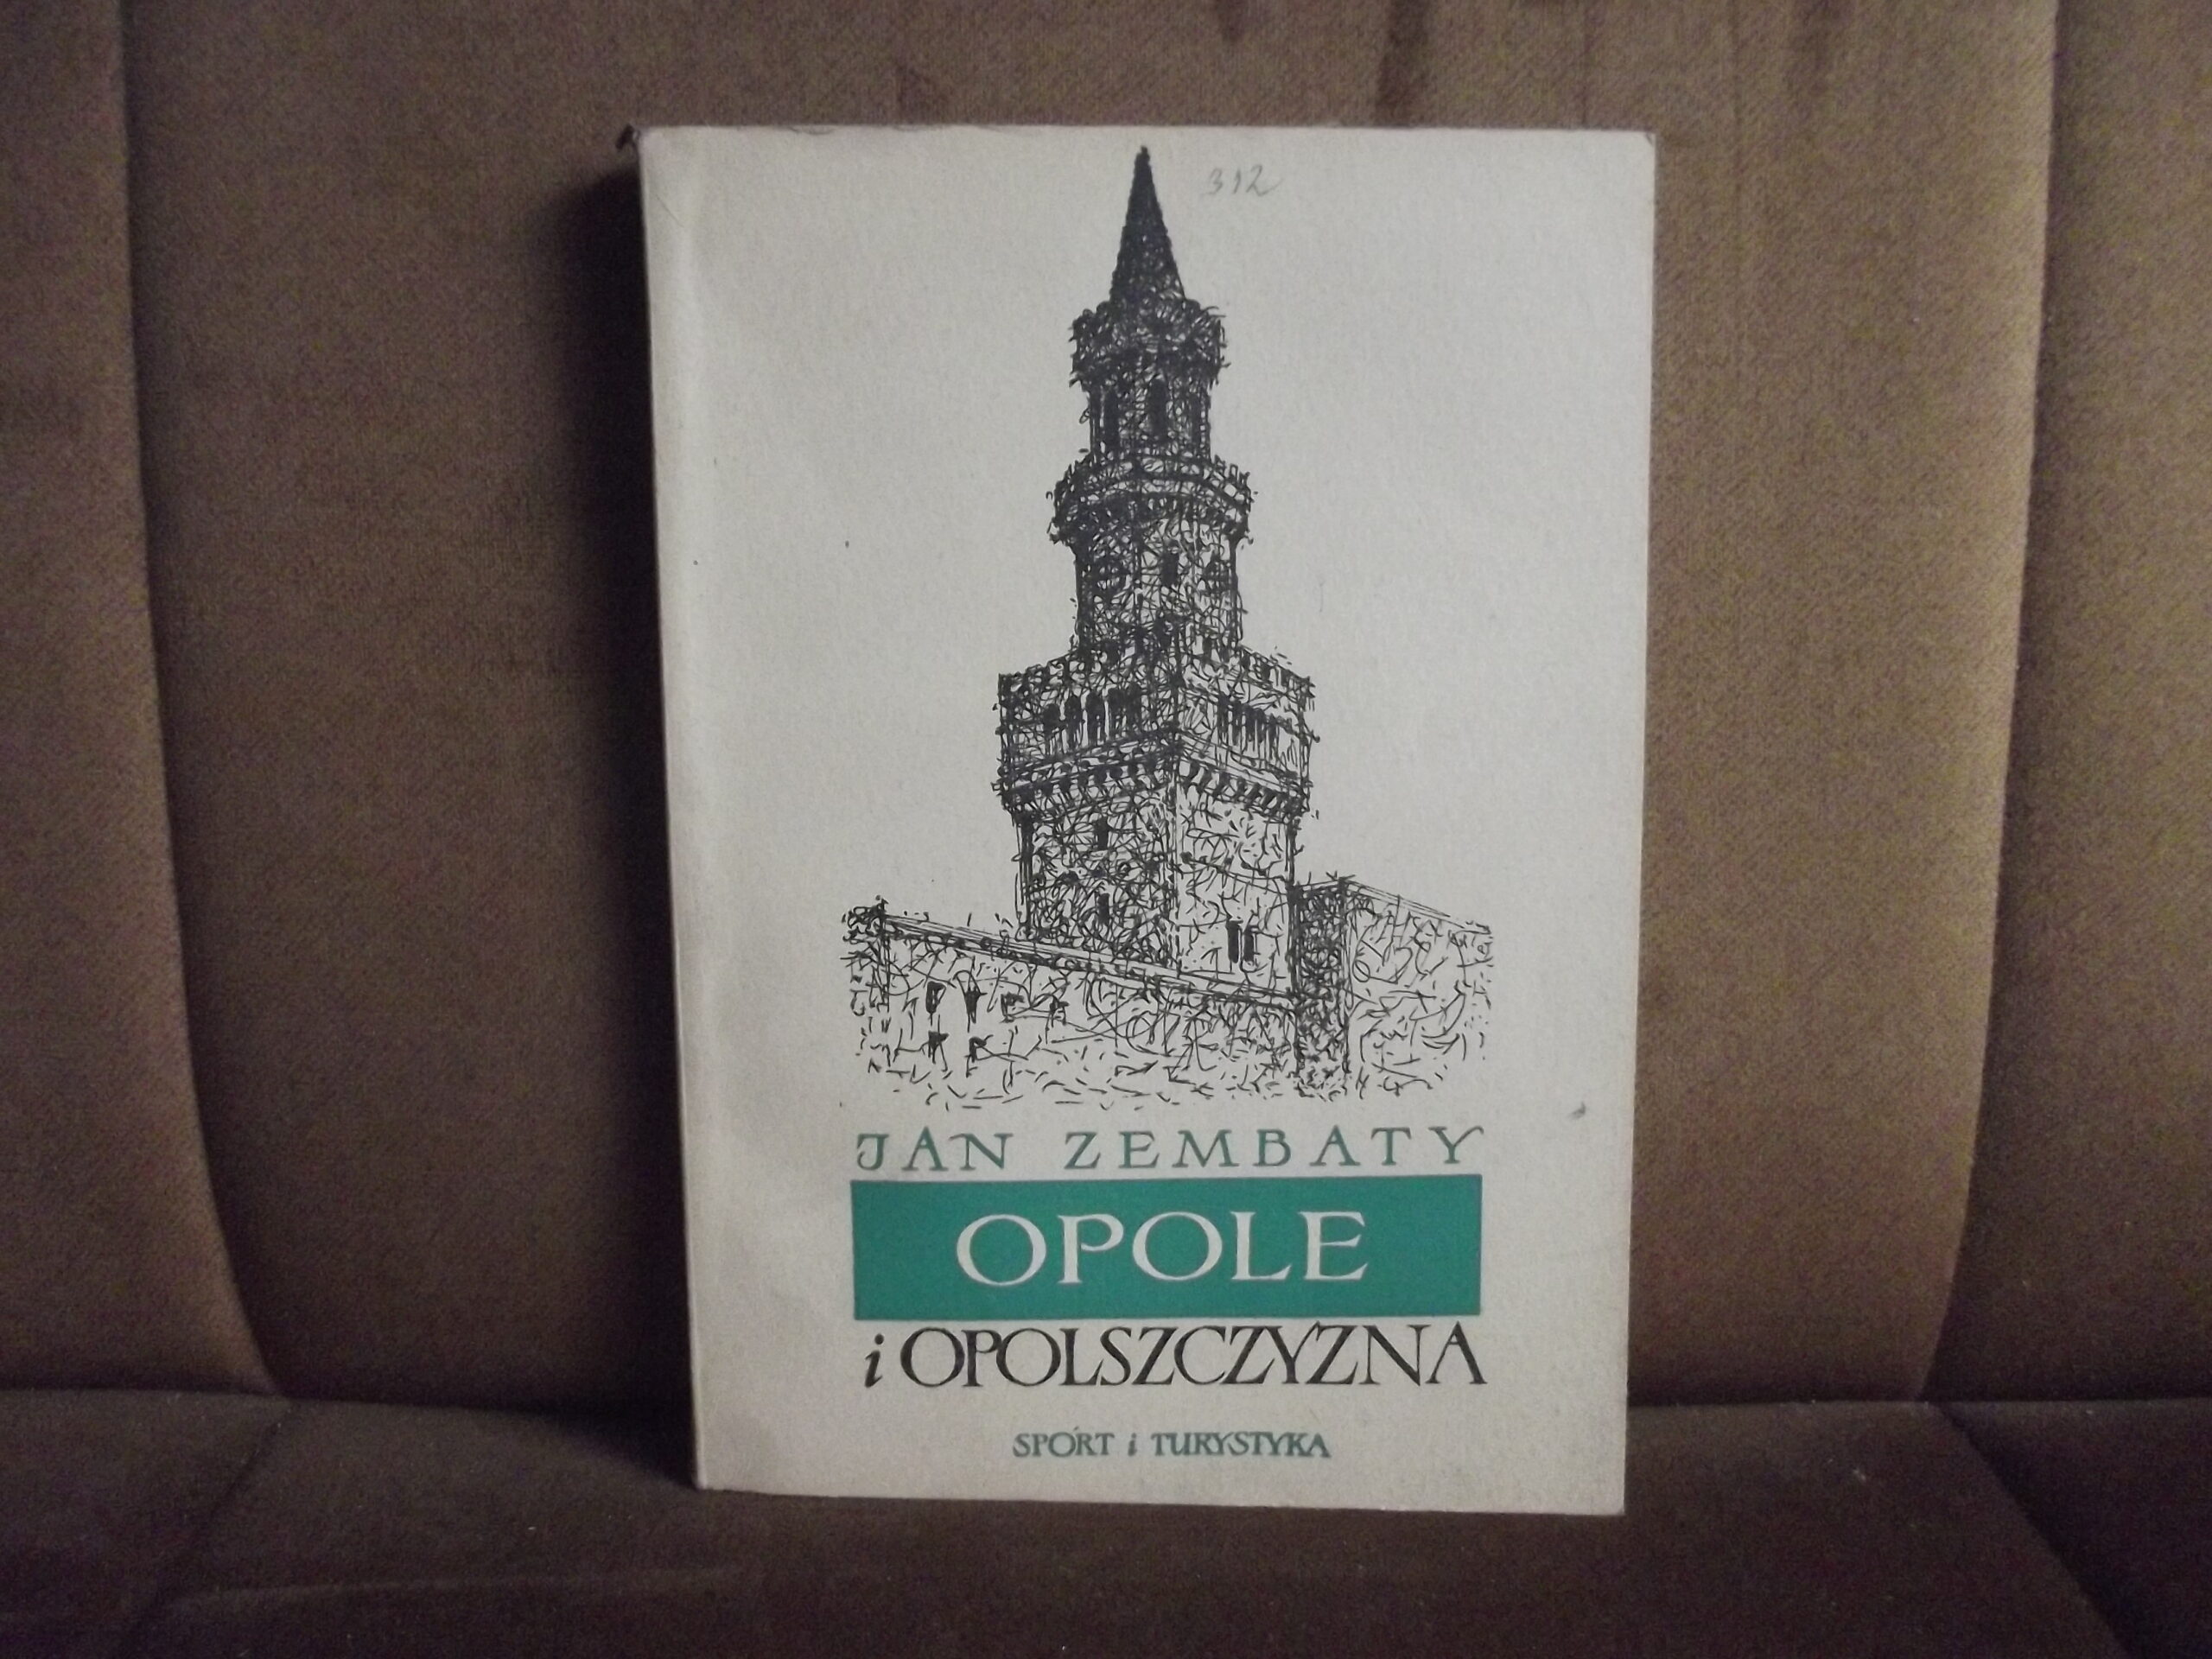 312
JAN ZEMBATY
OPOLE
i OPOLSZCZYZNA
SPORT i TURYSTYKA